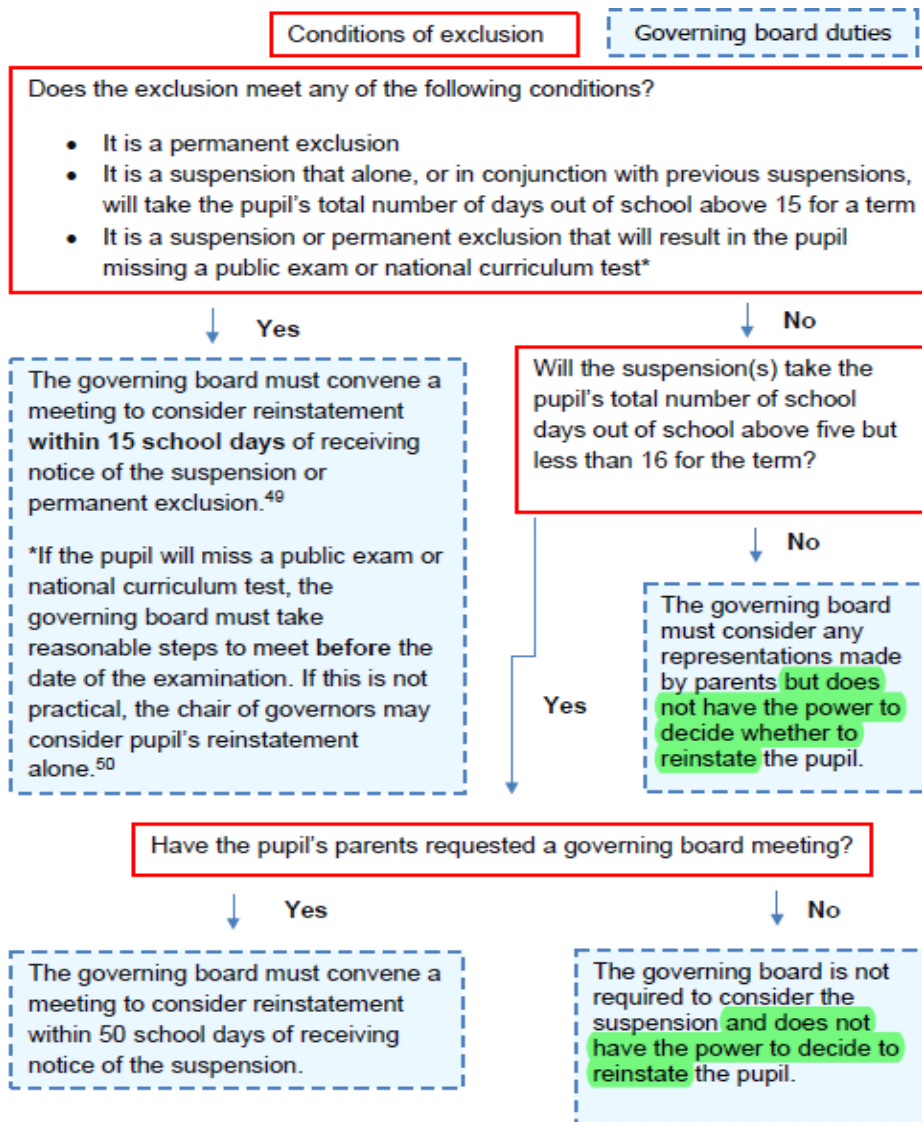 Conditions of exclusion
Governing board duties
Does the exclusion meet any of the following conditions?
• It is a permanent exclusion
• It is a suspension that alone, or in conjunction with previous suspensions,
will take the pupil's total number of days out of school above 15 for a term
• It is a suspension or permanent exclusion that will result in the pupil
missing a public exam or national curriculum test*
Yes
No
The governing board must convene a
meeting to consider reinstatement
within 15 school days of receiving
notice of the suspension or
permanent exclusion.49
*If the pupil will miss a public exam or
national curriculum test, the
governing board must take
reasonable steps to meet before the
date of the examination. If this is not
practical, the chair of governors may
consider pupil's reinstatement
alone.50
Will the suspension(s) take the
pupil's total number of school
days out of school above five but
less than 16 for the term?
No
The governing board
must consider any
representations made
by parents but does
not have the power to
decide whether to
reinstate the pupil.
Yes
Have the pupil's parents requested a governing board meeting?
Yes
No
The governing board must convene a
meeting to consider reinstatement
within 50 school days of receiving
notice of the suspension.
The governing board is not
required to consider the
suspension and does not
have the power to decide to
reinstate the pupil.